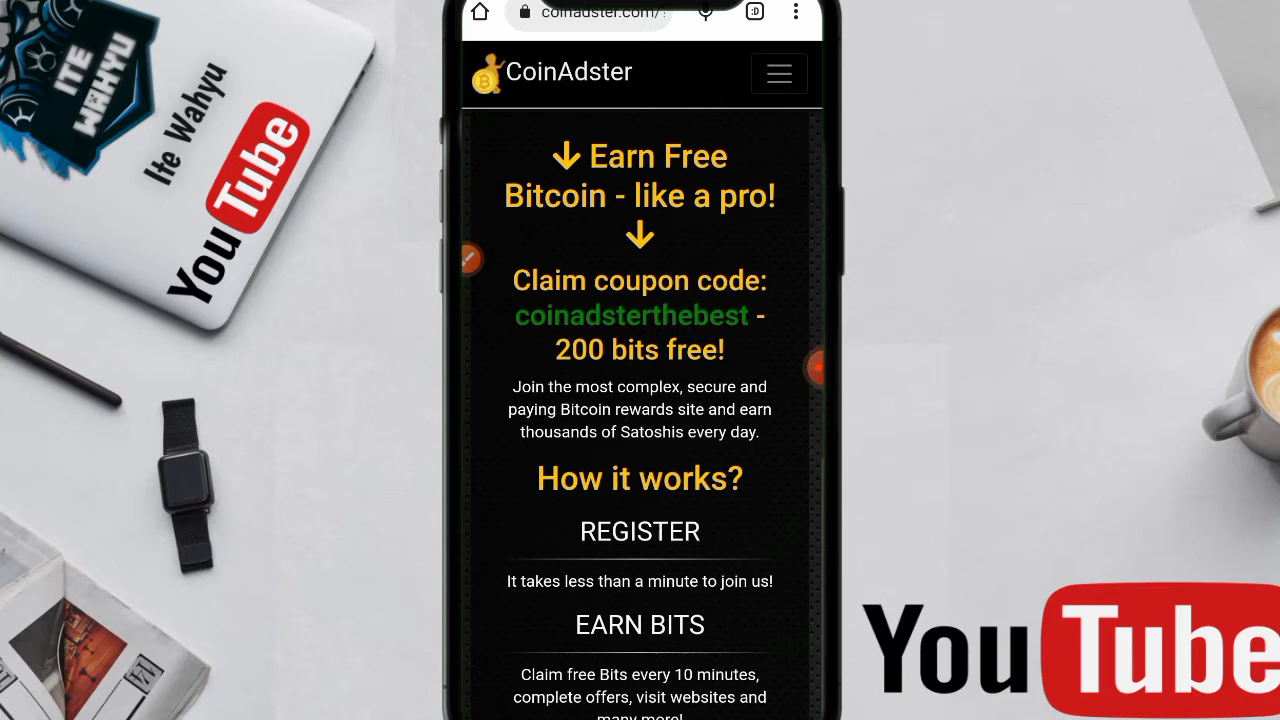 ITE
WAHYU
Ite Wahyu
YouTube
coinadster.com/
:D
CoinAdster
↓ Earn Free
Bitcoin - like a pro!
↓
Claim coupon code:
coinadsterthebest -
200 bits free!
Join the most complex, secure and
paying Bitcoin rewards site and earn
thousands of Satoshis every day.
How it works?
REGISTER
It takes less than a minute to join us!
EARN BITS
Claim free Bits every 10 minutes,
complete offers, visit websites and
many more!
14
YouTube